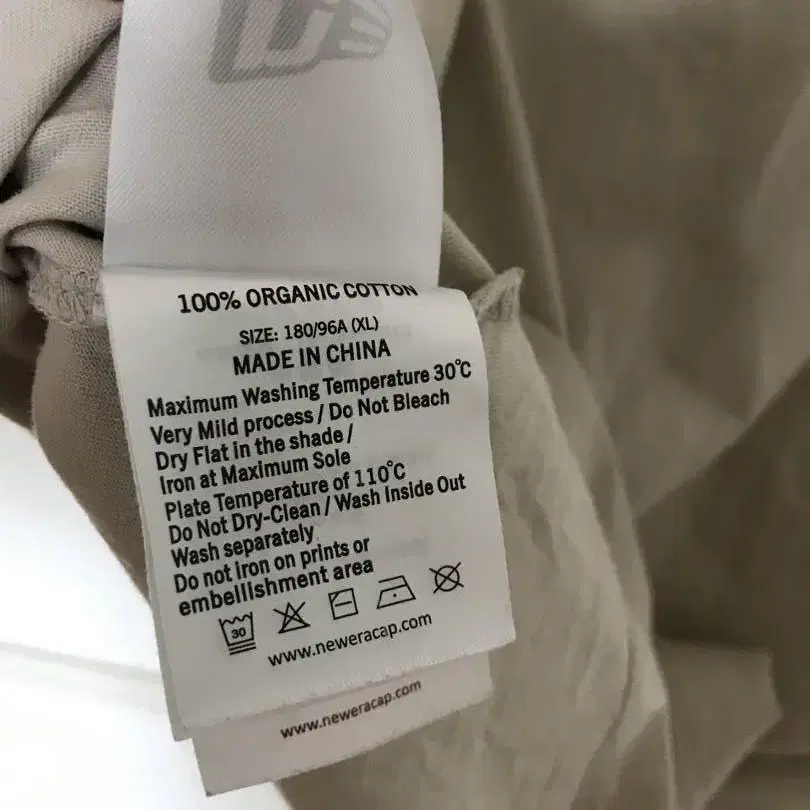 100% ORGANIC COTTON
SIZE: 180/96A (XL)
MADE IN CHINA
Maximum Washing Temperature 30℃
Very Mild process / Do Not Bleach
Dry Flat in the shade /
Iron at Maximum Sole
Plate Temperature of 110℃
Do Not Dry-Clean / Wash Inside Out
Wash separately
Do not iron on prints or
embellishment area
30
www.neweracap.com
www.neweracap.com